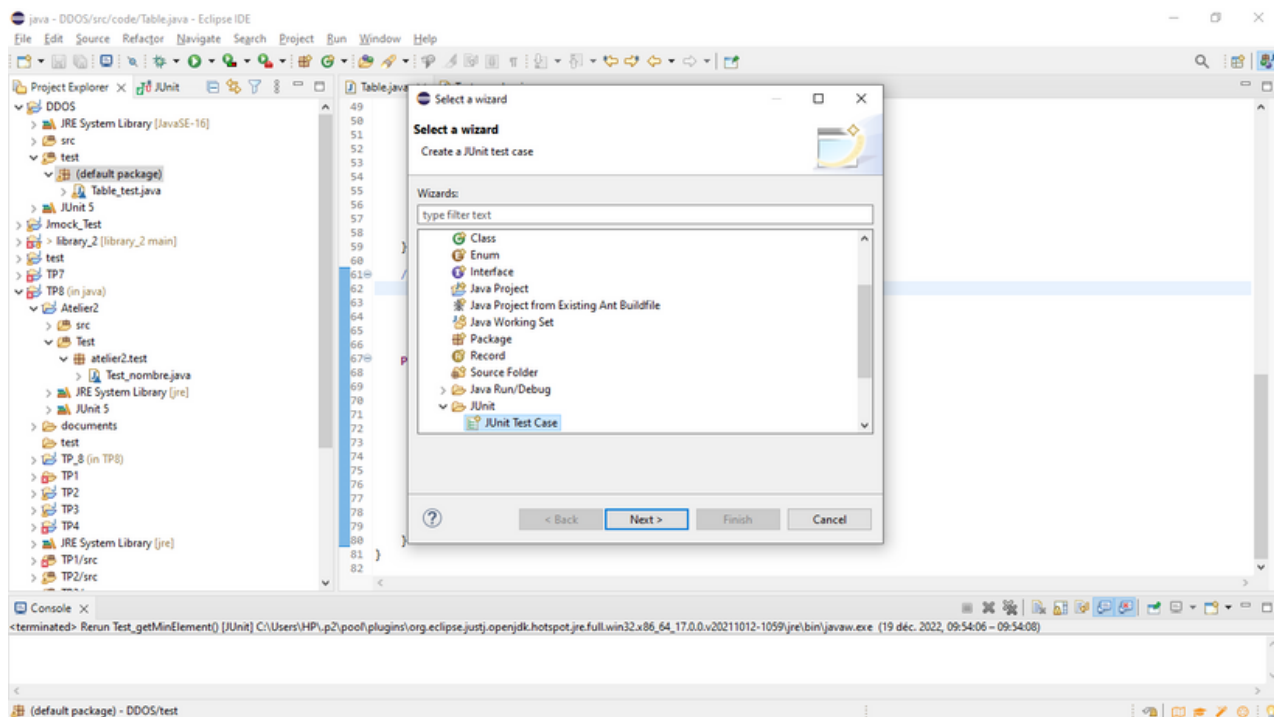 java - DDOS/src/code/Table.java - Eclipse IDE
File Edit Source Refactor Navigate Search Project Run Window Help
Project Explorer JUnit
DDOS
JRE System Library [JavaSE-16]
src
test
(default package)
Table_test.java
JUnit 5
Jmock_Test
> library_2 [library_2 main]
test
TP7
TP8 (in java)
Atelier2
src
Test
atelier2.test
Test_nombre.java
JRE System Library [jre]
JUnit 5
documents
test
TP_8 (in TP8)
TP1
TP2
TP3
TP4
JRE System Library [jre]
TP1/src
TP2/src
Table.java
49
50
51
52
53
54
55
56
57
58
59 }
60
61 /
62
63
64
65
66
67 p
68
69
70
71
72
73
74
75
76
77
78
79
80 }
81 }
82
Select a wizard
Select a wizard
Create a JUnit test case
Wizards:
type filter text
Class
Enum
Interface
Java Project
Java Project from Existing Ant Buildfile
Java Working Set
Package
Record
Source Folder
Java Run/Debug
JUnit
JUnit Test Case
< Back Next > Finish Cancel
Console
<terminated> Rerun Test_getMinElement() [JUnit] C:\Users\HP\.p2\pool\plugins\org.eclipse.justj.openjdk.hotspot.jre.full.win32.x86_64_17.0.0.v20211012-1059\jre\bin\javaw.exe (19 déc. 2022, 09:54:06 – 09:54:08)
(default package) - DDOS/test